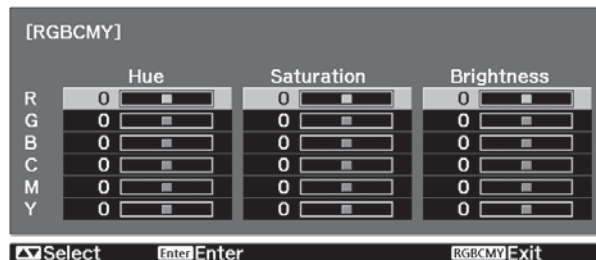 [RGBCMY]
Hue Saturation Brightness
R 0 0 0
G 0 0 0
B 0 0 0
C 0 0 0
M 0 0 0
Y 0 0 0
Select Enter Enter RGBCMY Exit